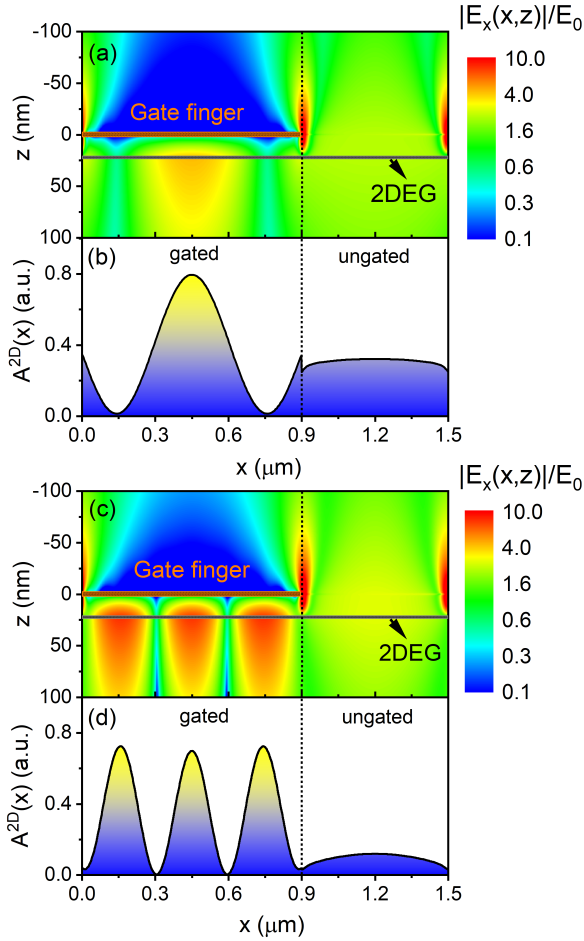 |Eₓ(x,z)|/E₀
(a)
-100
-50
0
50
100
z (nm)
Gate finger
2DEG
10.0
4.0
1.6
0.6
0.3
0.1
(b)
gated
ungated
0.8
0.4
0.0
A²ᴰ(x) (a.u.)
0.0 0.3 0.6 0.9 1.2 1.5
x (μm)
|Eₓ(x,z)|/E₀
(c)
-100
-50
0
50
100
z (nm)
Gate finger
2DEG
10.0
4.0
1.6
0.6
0.3
0.1
(d)
gated
ungated
0.8
0.4
0.0
A²ᴰ(x) (a.u.)
0.0 0.3 0.6 0.9 1.2 1.5
x (μm)